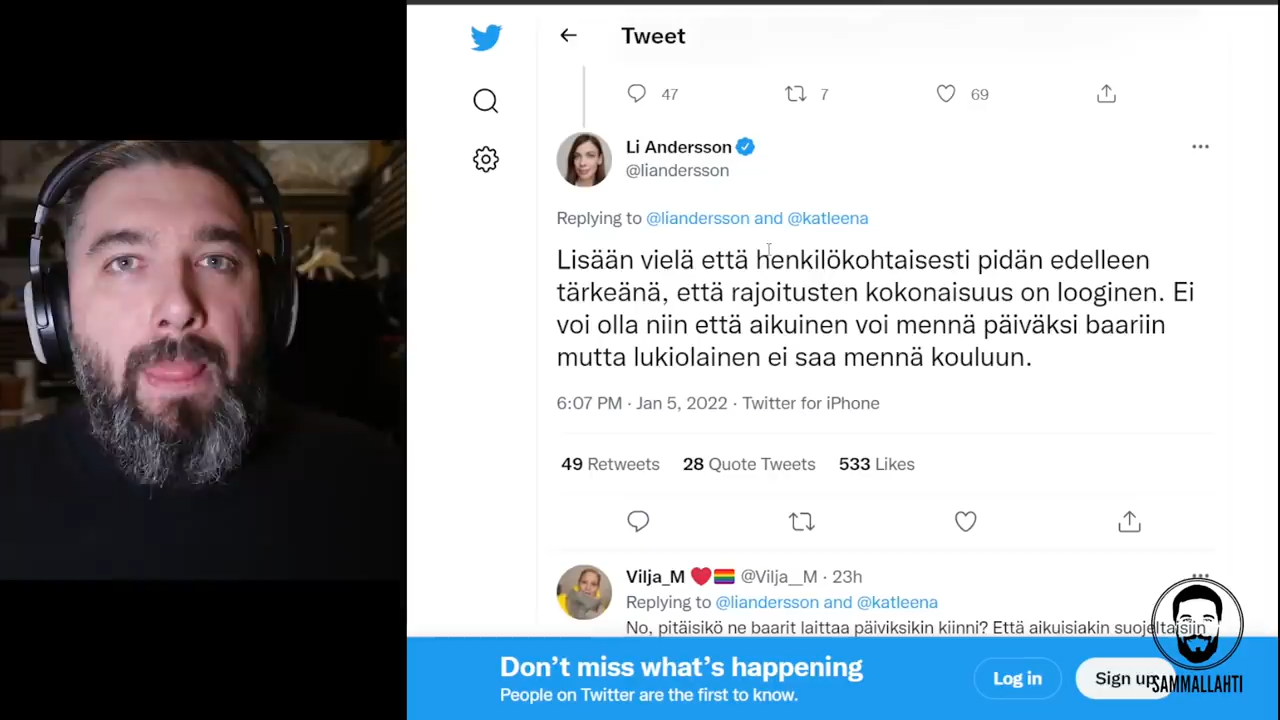 Tweet
47
7
69
Li Andersson
@liandersson
Replying to @liandersson and @katleena
Lisään vielä että henkilökohtaisesti pidän edelleen
tärkeänä, että rajoitusten kokonaisuus on looginen. Ei
voi olla niin että aikuinen voi mennä päiväksi baariin
mutta lukiolainen ei saa mennä kouluun.
6:07 PM · Jan 5, 2022 · Twitter for iPhone
49 Retweets 28 Quote Tweets 533 Likes
Vilja_M @Vilja__M · 23h
Replying to @liandersson and @katleena
No, pitäisikö ne baarit laittaa päiviksikin kiinni? Että aikuisiakin suojeltaisiin
Don't miss what's happening
People on Twitter are the first to know.
Log in
Sign up
SAMMALLAHTI